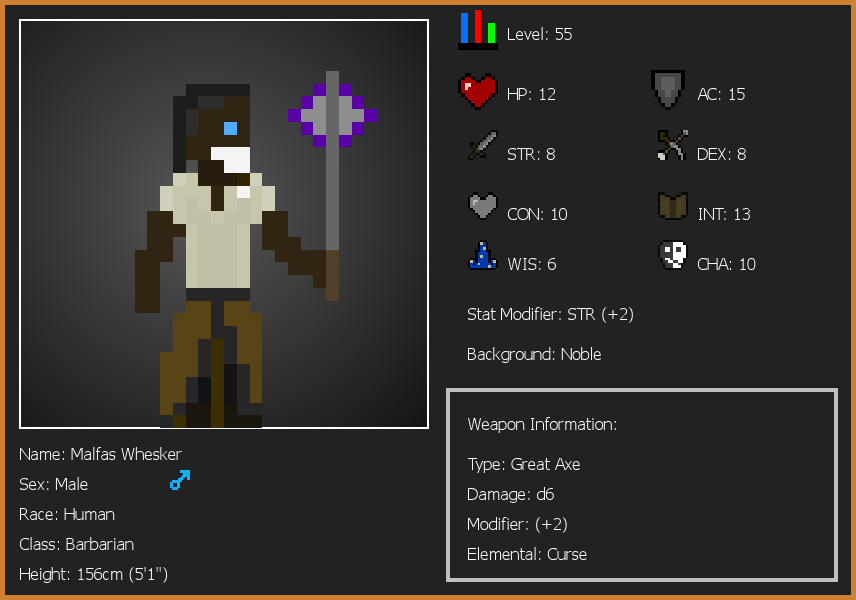 Level: 55
HP: 12
AC: 15
STR: 8
DEX: 8
CON: 10
INT: 13
WIS: 6
CHA: 10
Stat Modifier: STR (+2)
Background: Noble
Weapon Information:
Type: Great Axe
Damage: d6
Modifier: (+2)
Elemental: Curse
Name: Malfas Whesker
Sex: Male
Race: Human
Class: Barbarian
Height: 156cm (5'1")